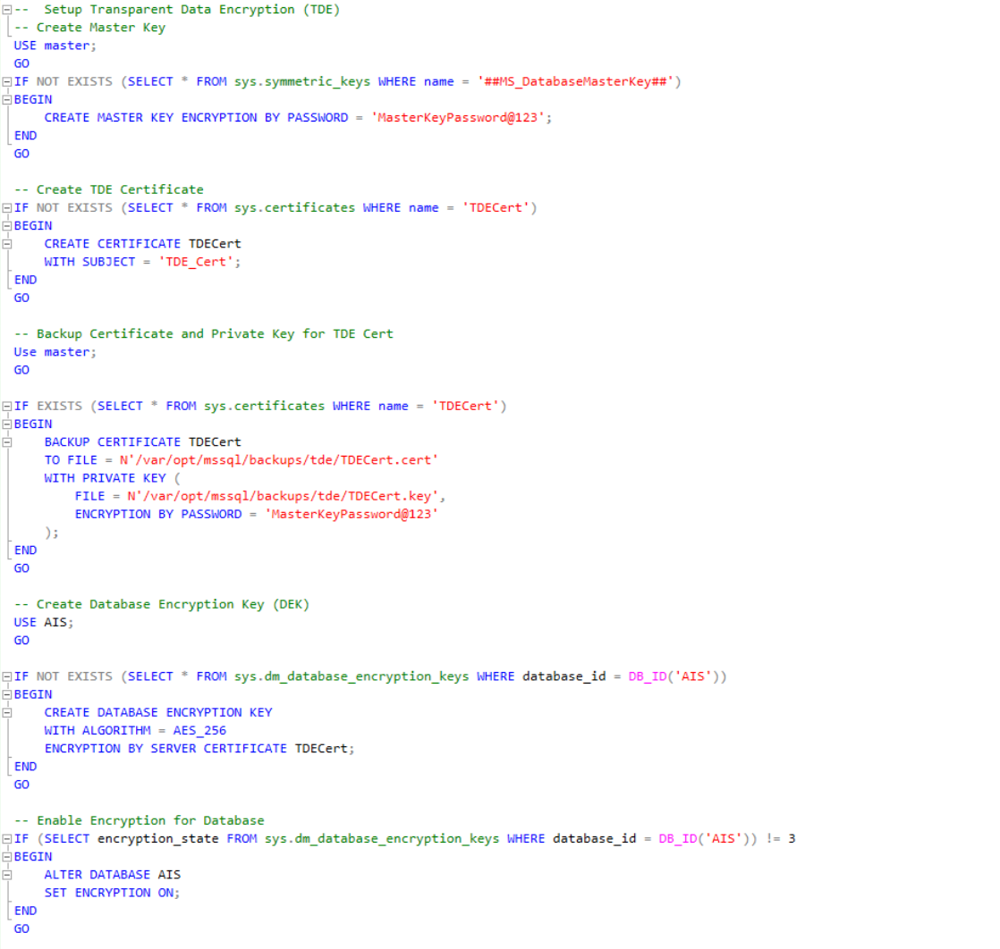 --  Setup Transparent Data Encryption (TDE)
-- Create Master Key
USE master;
GO
IF NOT EXISTS (SELECT * FROM sys.symmetric_keys WHERE name = '##MS_DatabaseMasterKey##')
BEGIN
    CREATE MASTER KEY ENCRYPTION BY PASSWORD = 'MasterKeyPassword@123';
END
GO

-- Create TDE Certificate
IF NOT EXISTS (SELECT * FROM sys.certificates WHERE name = 'TDECert')
BEGIN
    CREATE CERTIFICATE TDECert
    WITH SUBJECT = 'TDE_Cert';
END
GO

-- Backup Certificate and Private Key for TDE Cert
Use master;
GO

IF EXISTS (SELECT * FROM sys.certificates WHERE name = 'TDECert')
BEGIN
    BACKUP CERTIFICATE TDECert
    TO FILE = N'/var/opt/mssql/backups/tde/TDECert.cert'
    WITH PRIVATE KEY (
        FILE = N'/var/opt/mssql/backups/tde/TDECert.key',
        ENCRYPTION BY PASSWORD = 'MasterKeyPassword@123'
    );
END
GO

-- Create Database Encryption Key (DEK)
USE AIS;
GO

IF NOT EXISTS (SELECT * FROM sys.dm_database_encryption_keys WHERE database_id = DB_ID('AIS'))
BEGIN
    CREATE DATABASE ENCRYPTION KEY
    WITH ALGORITHM = AES_256
    ENCRYPTION BY SERVER CERTIFICATE TDECert;
END
GO

-- Enable Encryption for Database
IF (SELECT encryption_state FROM sys.dm_database_encryption_keys WHERE database_id = DB_ID('AIS')) != 3
BEGIN
    ALTER DATABASE AIS
    SET ENCRYPTION ON;
END
GO